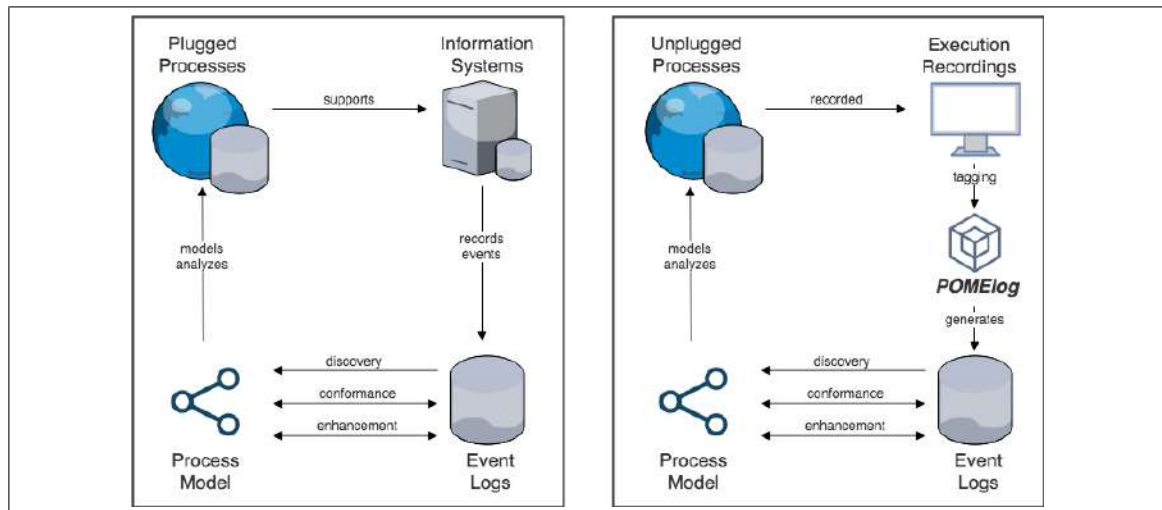 Plugged
Processes
Information
Systems
supports
records
events
models
analyzes
discovery
conformance
enhancement
Process
Model
Event
Logs
Unplugged
Processes
Execution
Recordings
recorded
tagging
POMElog
generates
models
analyzes
discovery
conformance
enhancement
Process
Model
Event
Logs